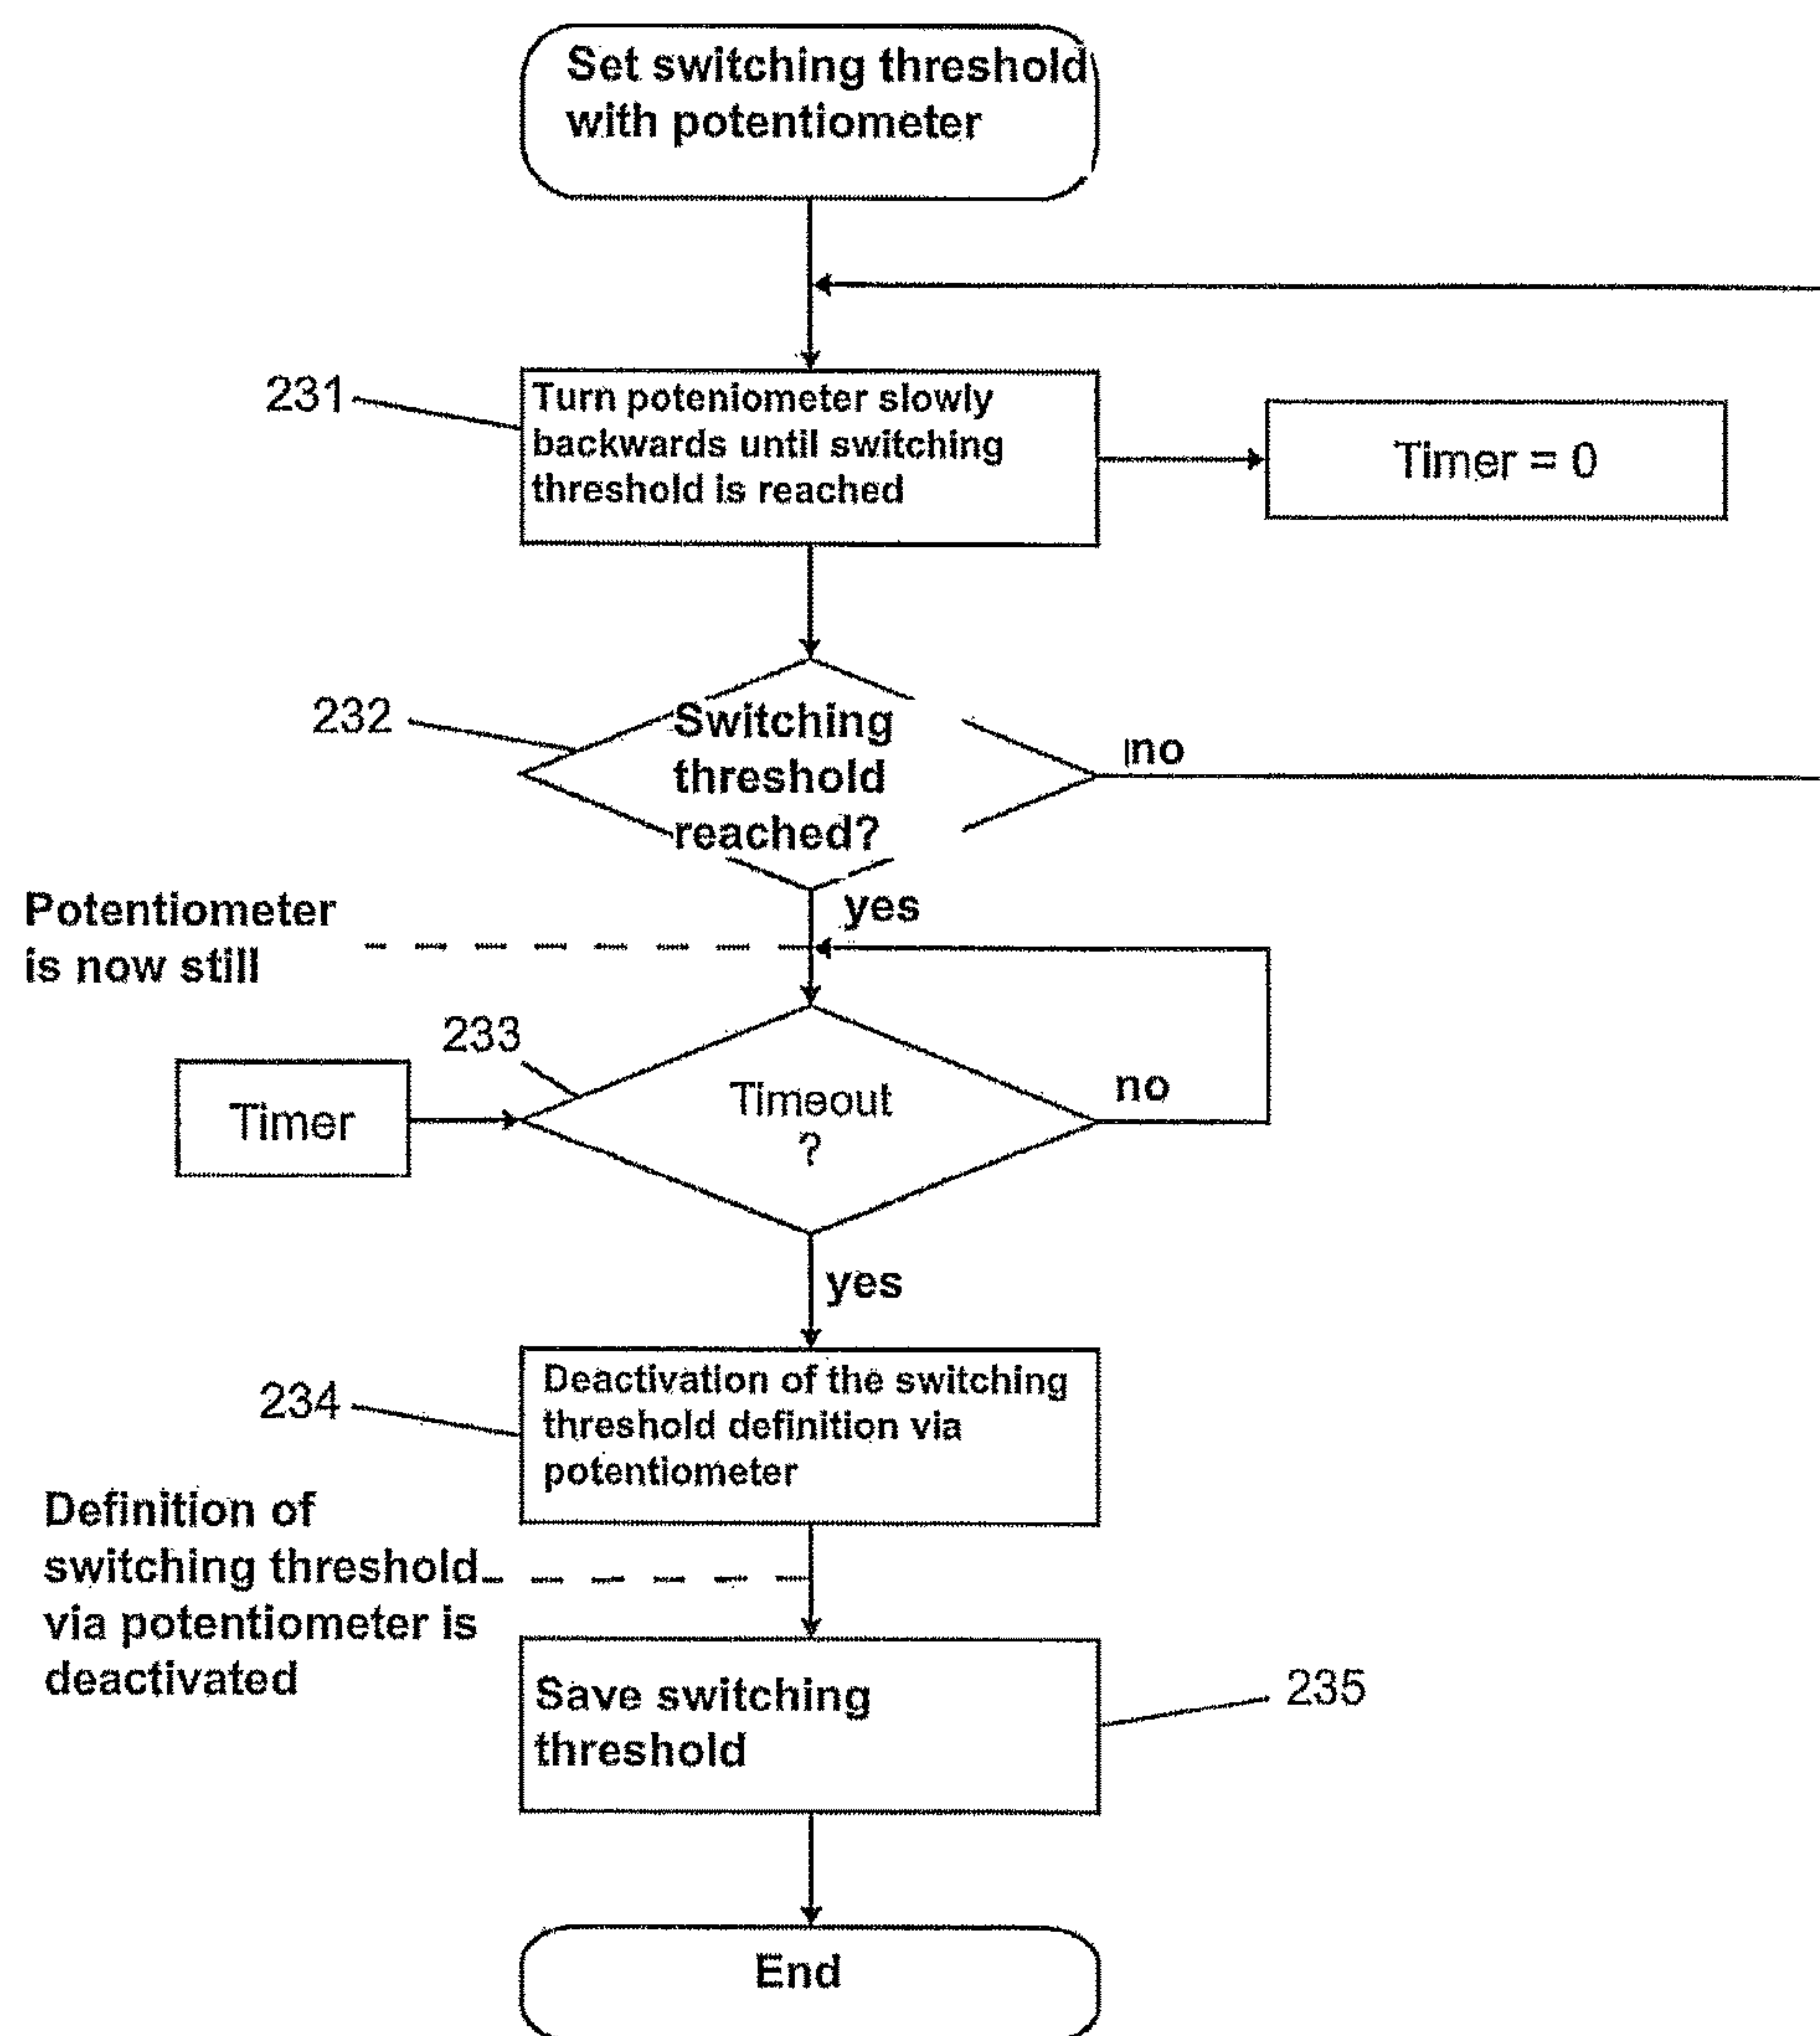 Set switching threshold
with potentiometer
231
Turn poteniometer slowly
backwards until switching
threshold is reached
Timer = 0
232
Switching
threshold
reached?
no
yes
Potentiometer
is now still
233
Timer
Timeout
?
no
yes
234
Deactivation of the switching
threshold definition via
potentiometer
Definition of
switching threshold
via potentiometer is
deactivated
Save switching
threshold
235
End